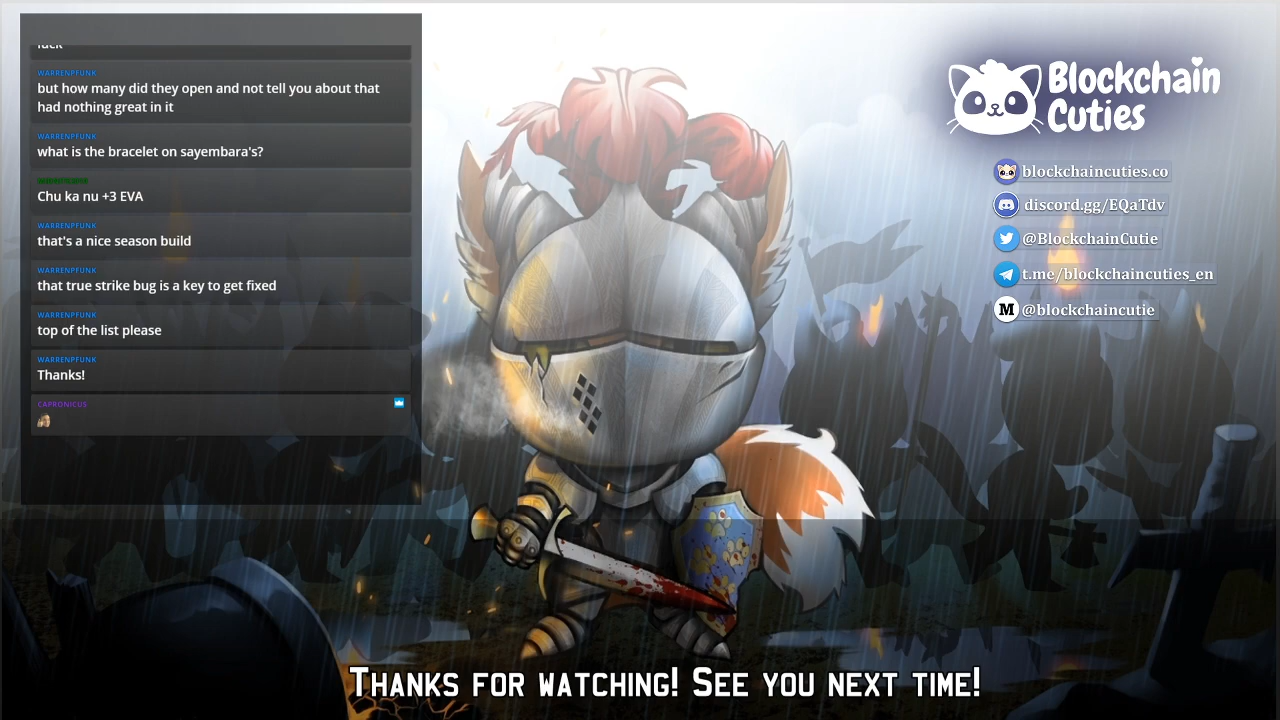 WARRENPFUNK
but how many did they open and not tell you about that
had nothing great in it
WARRENPFUNK
what is the bracelet on sayembara's?
Chu ka nu +3 EVA
WARRENPFUNK
that's a nice season build
WARRENPFUNK
that true strike bug is a key to get fixed
WARRENPFUNK
top of the list please
WARRENPFUNK
Thanks!
CAPRONICUS
Blockchain
Cuties
blockchaincuties.co
discord.gg/EQaTdv
@BlockchainCutie
t.me/blockchaincuties_en
M @blockchaincutie
THANKS FOR WATCHING! SEE YOU NEXT TIME!